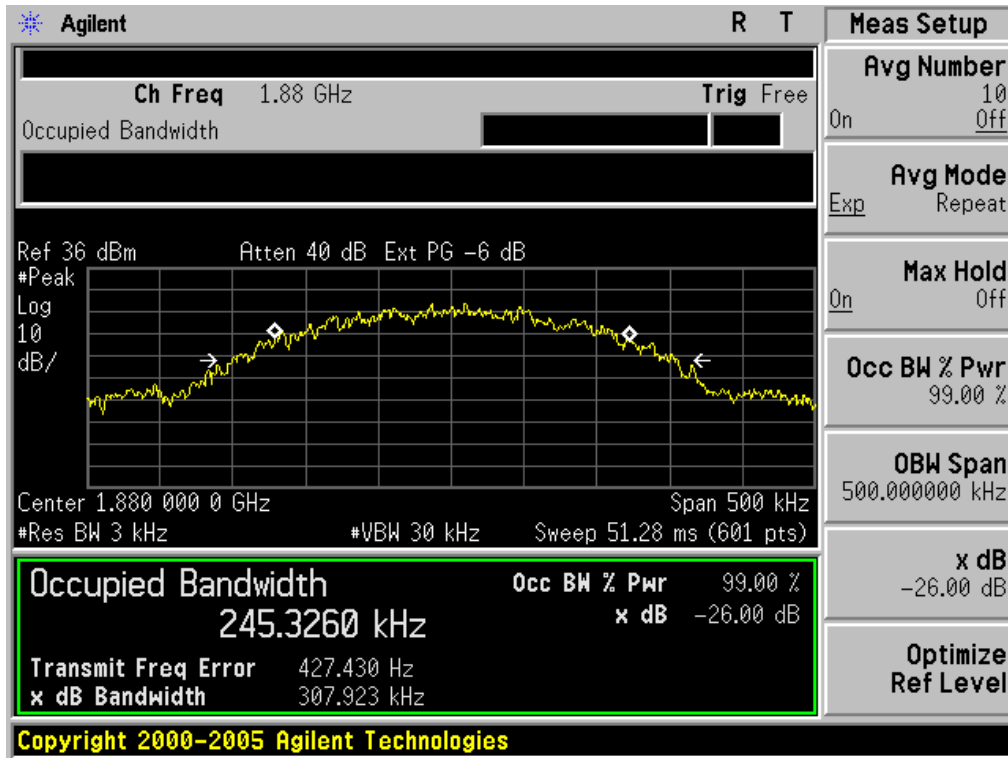 Agilent R T
Ch Freq 1.88 GHz Trig Free
Occupied Bandwidth
Ref 36 dBm Atten 40 dB Ext PG -6 dB
#Peak
Log
10
dB/
Center 1.880 000 0 GHz Span 500 kHz
#Res BW 3 kHz #VBW 30 kHz Sweep 51.28 ms (601 pts)
Occupied Bandwidth Occ BW % Pwr 99.00 %
245.3260 kHz x dB -26.00 dB
Transmit Freq Error 427.430 Hz
x dB Bandwidth 307.923 kHz
Copyright 2000-2005 Agilent Technologies
Meas Setup
Avg Number
10
On Off
Avg Mode
Exp Repeat
Max Hold
On Off
Occ BW % Pwr
99.00 %
OBW Span
500.000000 kHz
x dB
-26.00 dB
Optimize
Ref Level